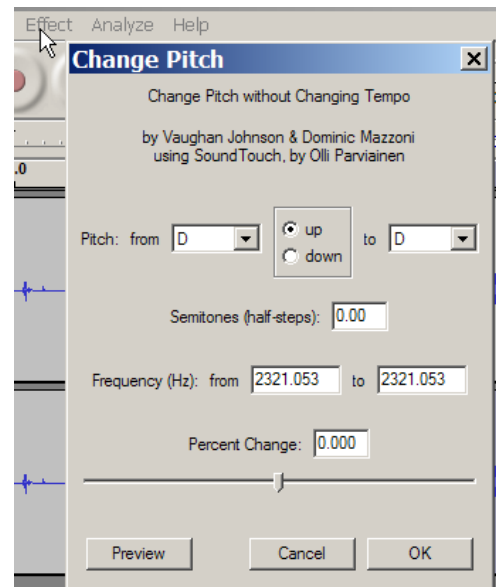 Effect Analyze Help
Change Pitch
Change Pitch without Changing Tempo
by Vaughan Johnson & Dominic Mazzoni
using SoundTouch, by Olli Parviainen
.0
Pitch: from D up down to D
Semitones (half-steps): 0.00
Frequency (Hz): from 2321.053 to 2321.053
Percent Change: 0.000
Preview Cancel OK